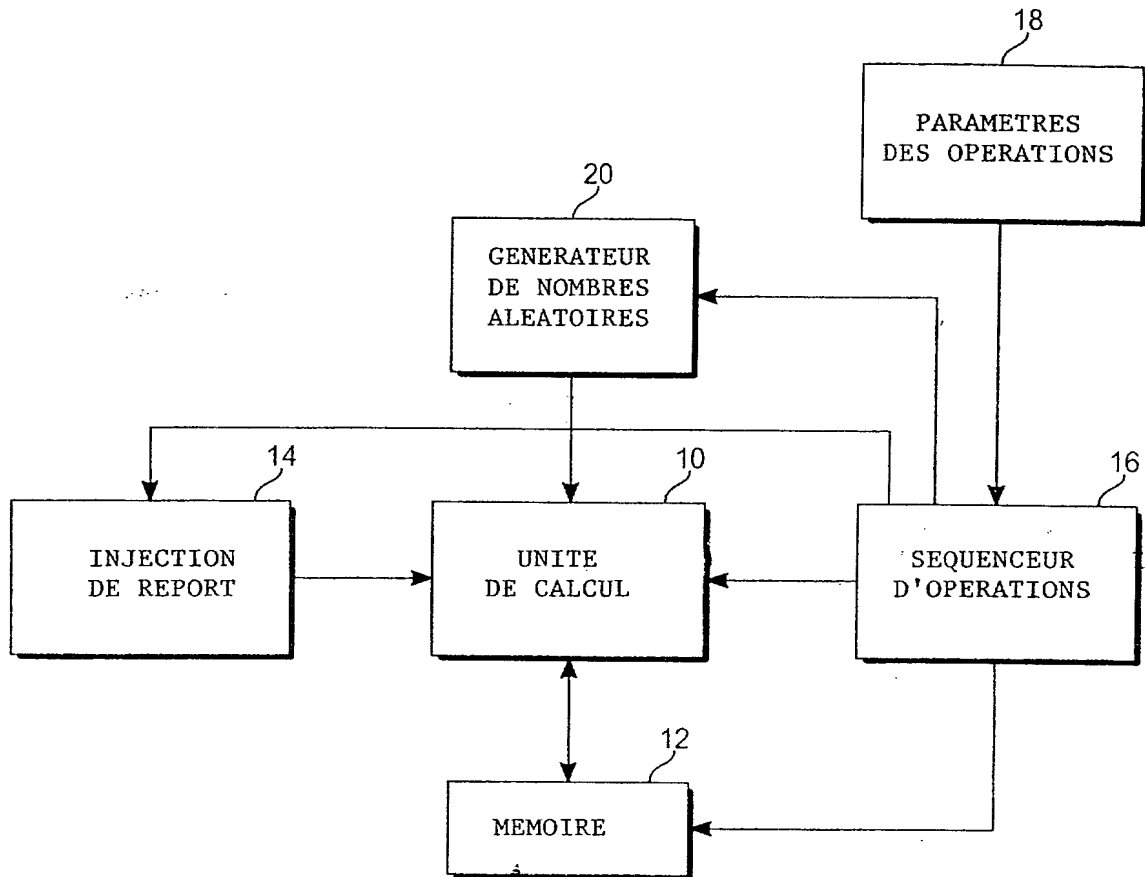 18
PARAMETRES
DES OPERATIONS
20
GENERATEUR
DE NOMBRES
ALEATOIRES
14
INJECTION
DE REPORT
10
UNITE
DE CALCUL
16
SEQUENCEUR
D'OPERATIONS
12
MEMOIRE